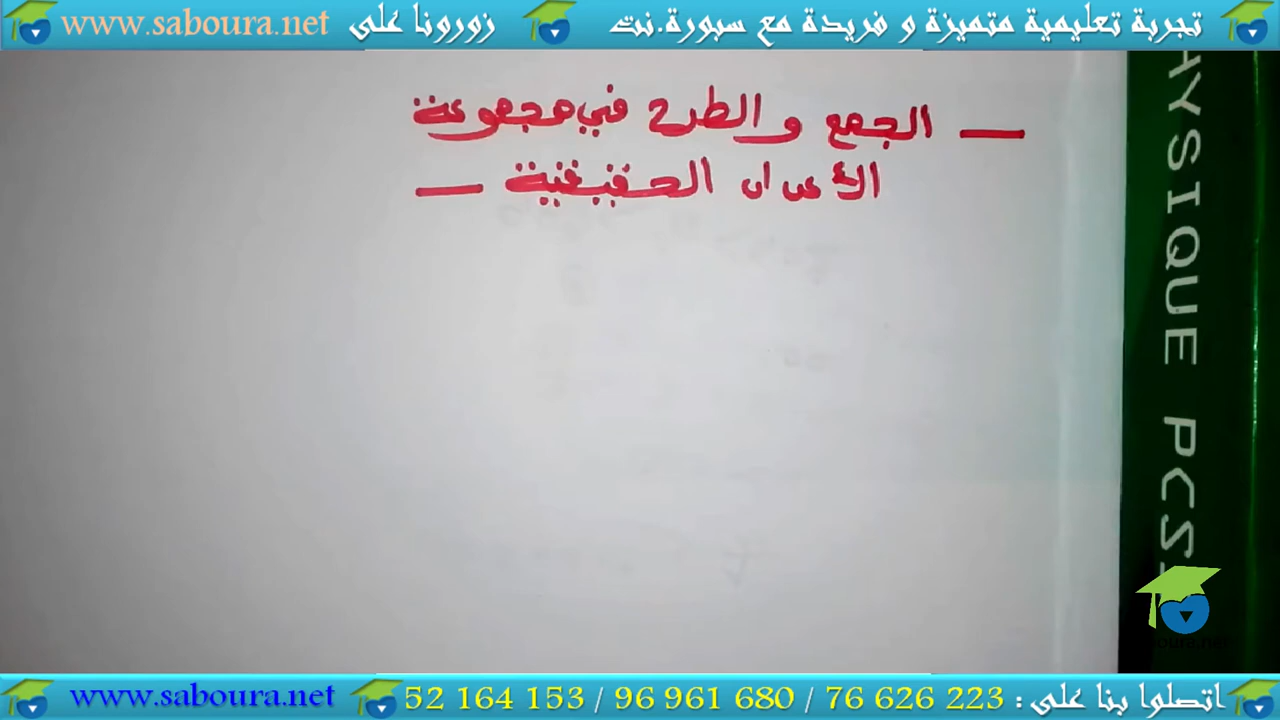 تجربة تعليمية متميزة و فريدة مع سبورة.نت زورونا على www.saboura.net
— الجمع و الطرح في مجموعة
الأعداد الحقيقية —
PHYSIQUE PCS
اتصلوا بنا على : 52 164 153 / 96 961 680 / 76 626 223 www.saboura.net